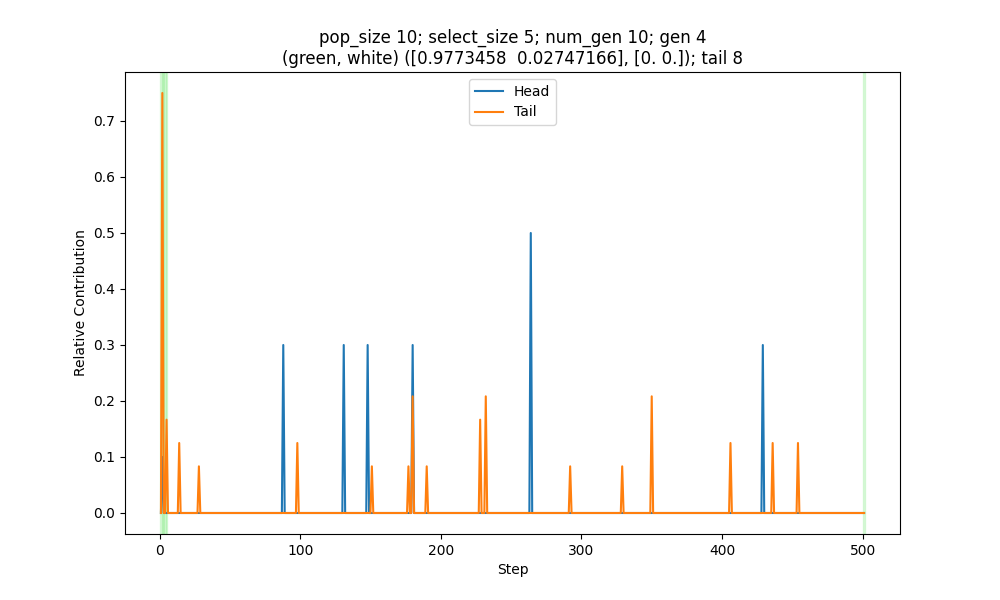 pop_size 10; select_size 5; num_gen 10; gen 4
(green, white) ([0.9773458  0.02747166], [0. 0.]); tail 8
Head
Tail
0.7
0.6
0.5
0.4
0.3
0.2
0.1
0.0
Relative Contribution
0
100
200
300
400
500
Step